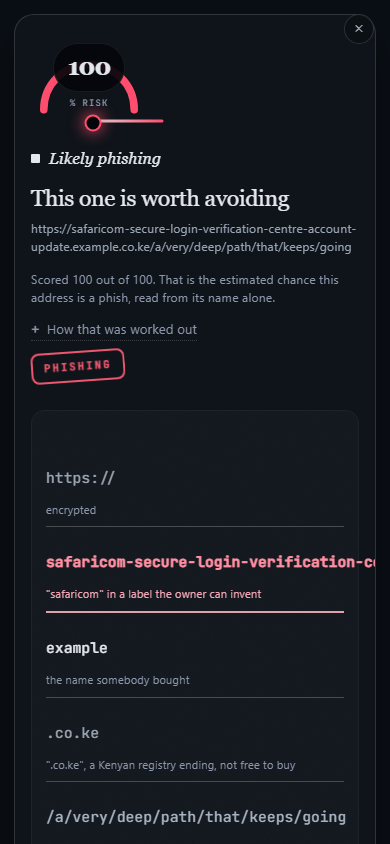 ✕
100
% RISK
Likely phishing
This one is worth avoiding
https://safaricom-secure-login-verification-centre-account-
update.example.co.ke/a/very/deep/path/that/keeps/going
Scored 100 out of 100. That is the estimated chance this
address is a phish, read from its name alone.
+ How that was worked out
PHISHING
https://
encrypted
safaricom-secure-login-verification-ce
"safaricom" in a label the owner can invent
example
the name somebody bought
.co.ke
".co.ke", a Kenyan registry ending, not free to buy
/a/very/deep/path/that/keeps/going